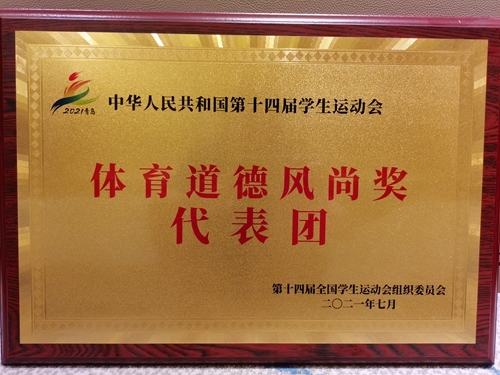 中华人民共和国第十四届学生运动会
2021青岛
体育道德风尚奖
代表团
第十四届全国学生运动会组织委员会
二〇二一年七月